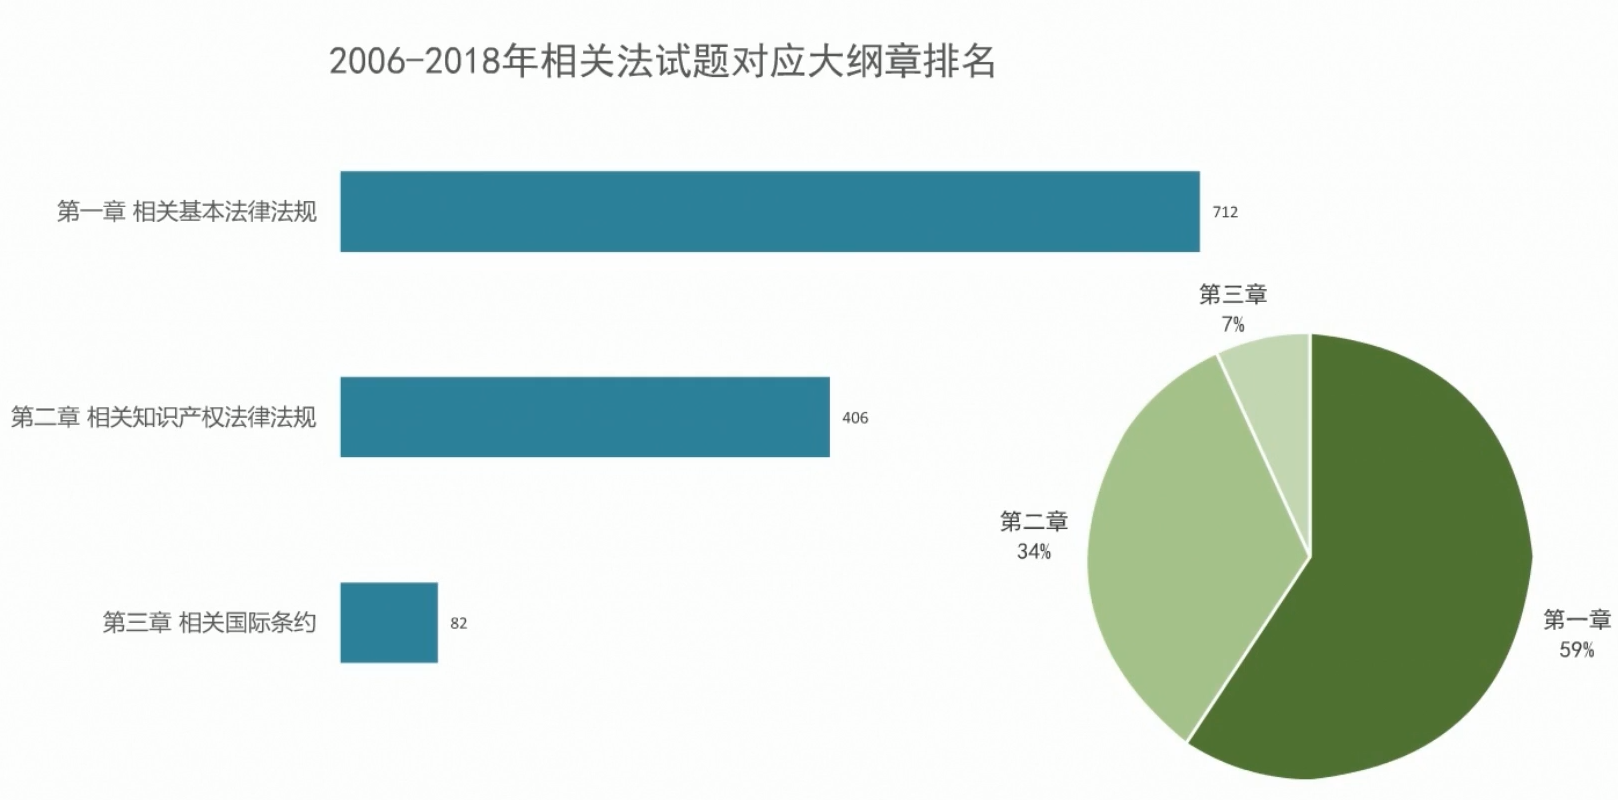 2006-2018年相关法试题对应大纲章排名
第一章 相关基本法律法规
712
第二章 相关知识产权法律法规
406
第三章 相关国际条约
82
第三章
7%
第二章
34%
第一章
59%